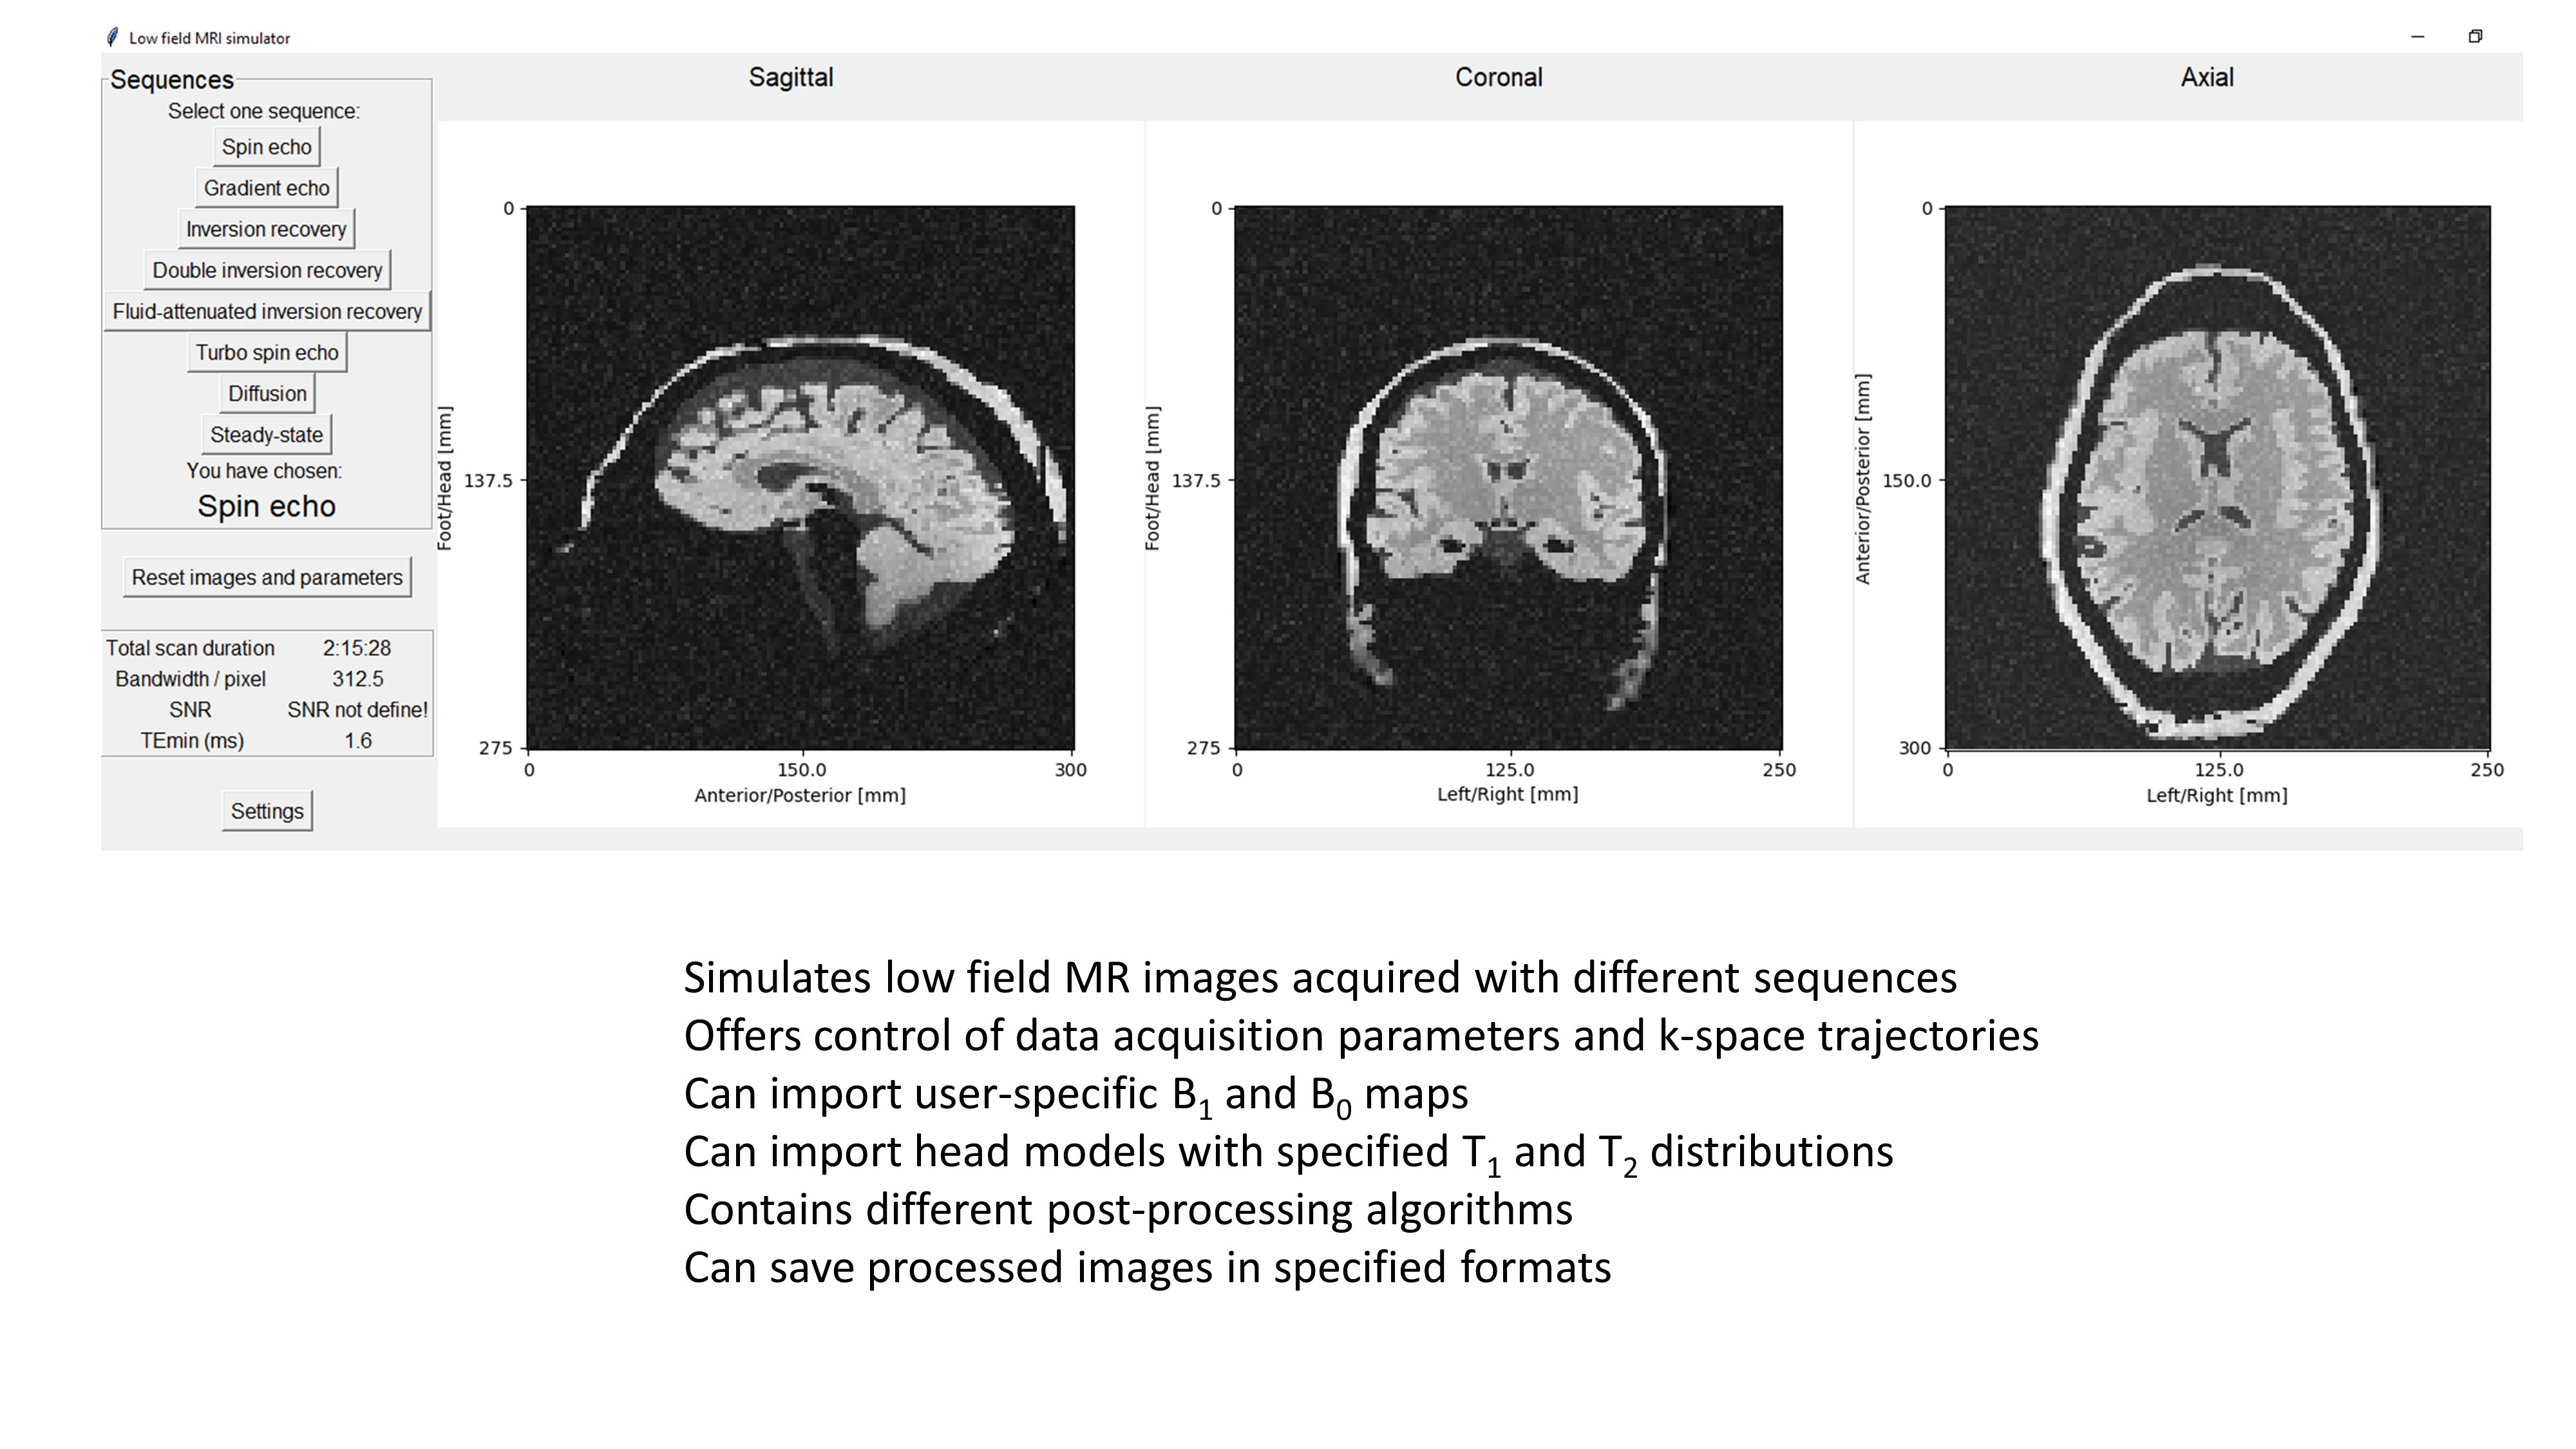 Low field MRI simulator
Sequences
Select one sequence:
Spin echo
Gradient echo
Inversion recovery
Double inversion recovery
Fluid-attenuated inversion recovery
Turbo spin echo
Diffusion
Steady-state
You have chosen:
Spin echo
Reset images and parameters
Total scan duration 2:15:28
Bandwidth / pixel 312.5
SNR SNR not define!
TEmin (ms) 1.6
Settings
Sagittal
0
Foot/Head [mm]
137.5
275
0 150.0 300
Anterior/Posterior [mm]
Coronal
0
Foot/Head [mm]
137.5
275
0 125.0 250
Left/Right [mm]
Axial
0
Anterior/Posterior [mm]
150.0
300
0 125.0 250
Left/Right [mm]
Simulates low field MR images acquired with different sequences
Offers control of data acquisition parameters and k-space trajectories
Can import user-specific B₁ and B₀ maps
Can import head models with specified T₁ and T₂ distributions
Contains different post-processing algorithms
Can save processed images in specified formats